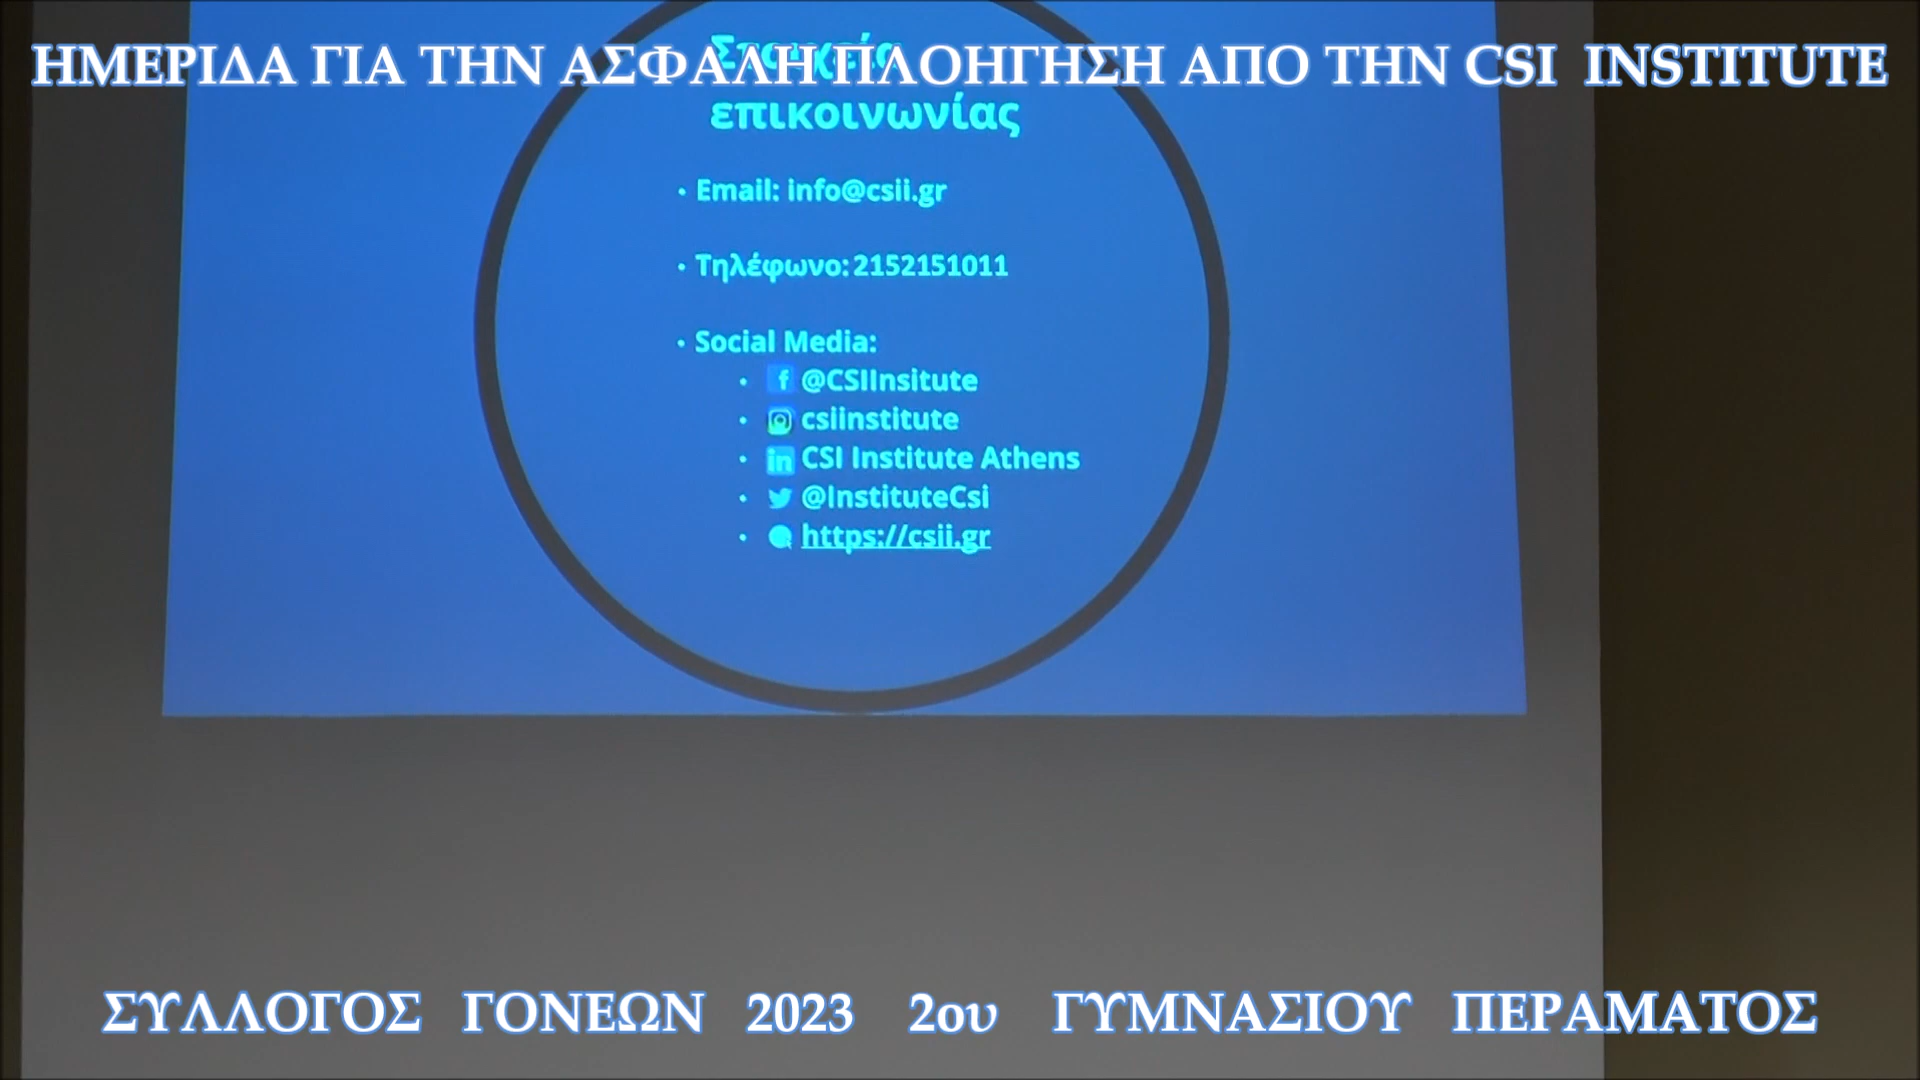 ΗΜΕΡΙΔΑ ΓΙΑ ΤΗΝ ΑΣΦΑΛΗ ΠΛΟΗΓΗΣΗ ΑΠΟ ΤΗΝ CSI INSTITUTE
Στοιχεία
επικοινωνίας
• Email: info@csii.gr
• Τηλέφωνο: 2152151011
• Social Media:
• @CSIInsitute
• csiinstitute
• CSI Institute Athens
• @InstituteCsi
• https://csii.gr
ΣΥΛΛΟΓΟΣ ΓΟΝΕΩΝ 2023 2ου ΓΥΜΝΑΣΙΟΥ ΠΕΡΑΜΑΤΟΣ